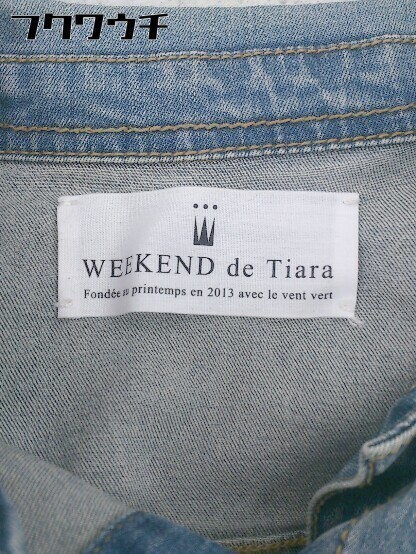 フクワウチ
WEEKEND de Tiara
Fondée au printemps en 2013 avec le vent vert